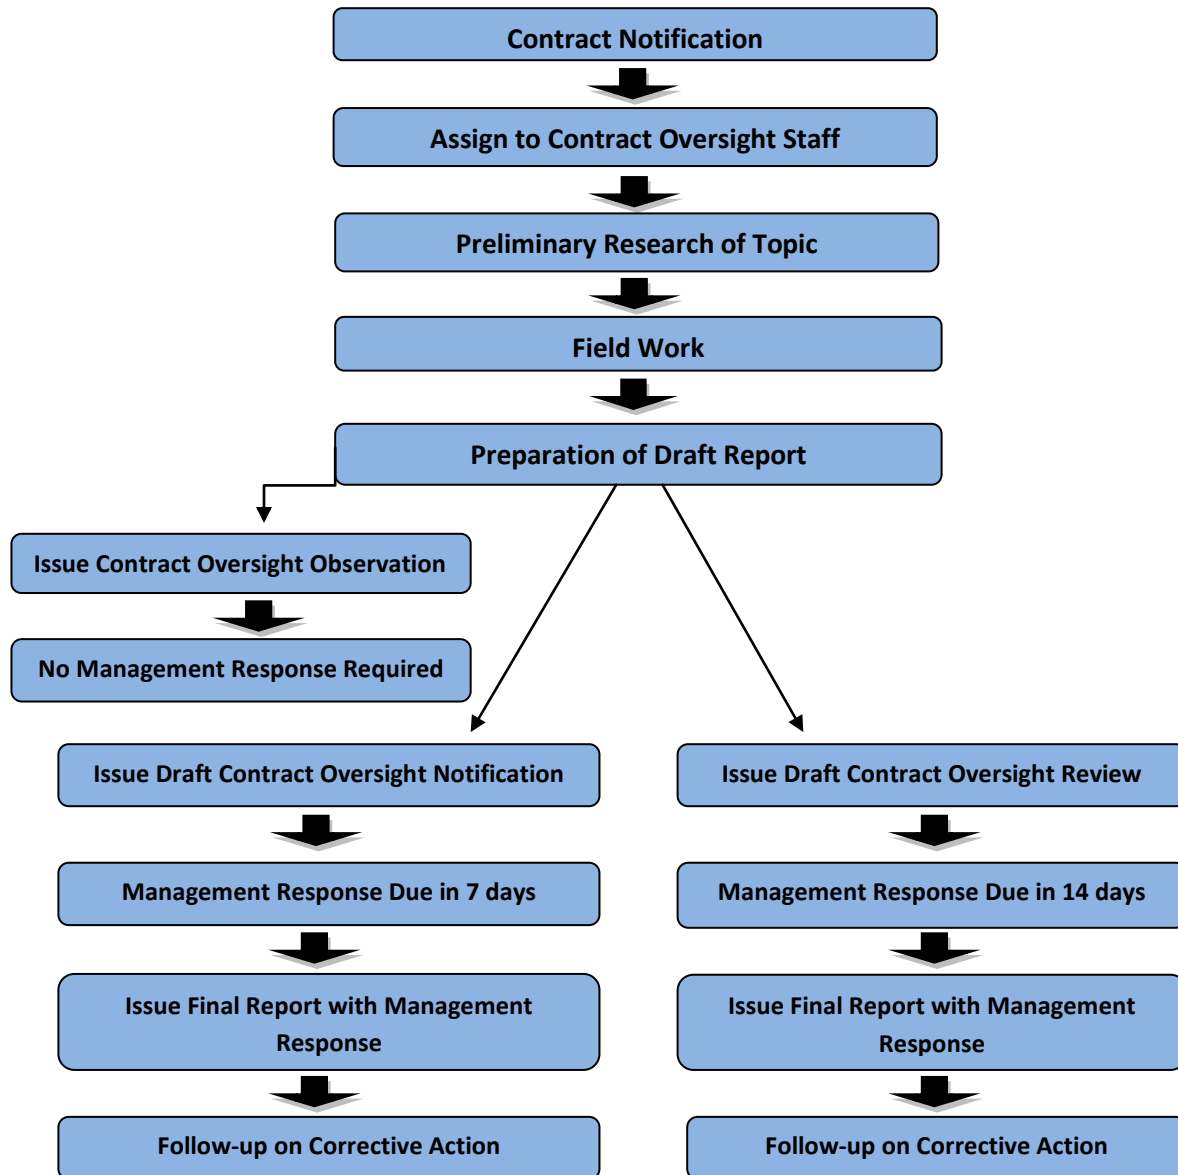 Contract Notification
Assign to Contract Oversight Staff
Preliminary Research of Topic
Field Work
Preparation of Draft Report
Issue Contract Oversight Observation
No Management Response Required
Issue Draft Contract Oversight Notification
Management Response Due in 7 days
Issue Final Report with Management
Response
Follow-up on Corrective Action
Issue Draft Contract Oversight Review
Management Response Due in 14 days
Issue Final Report with Management
Response
Follow-up on Corrective Action